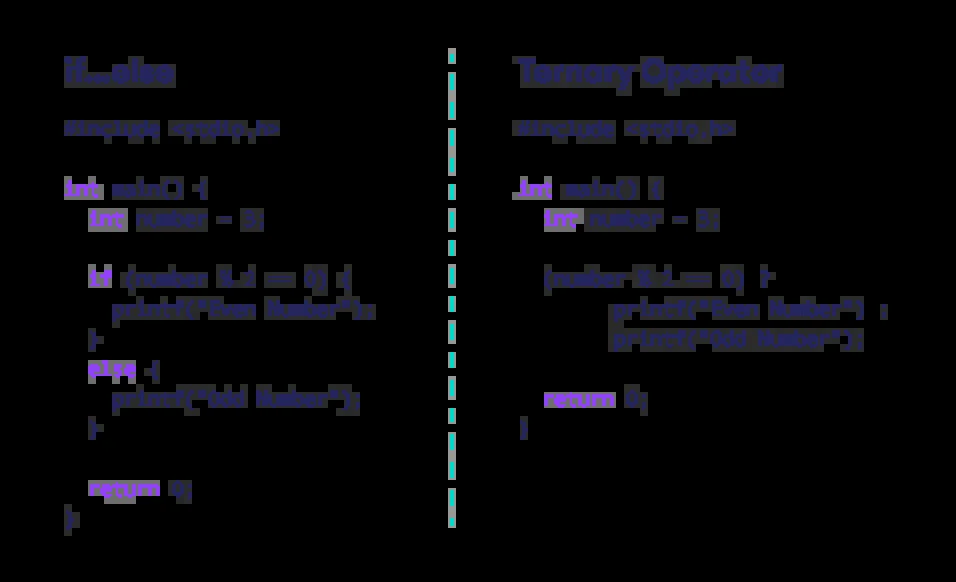 if...else
#include <stdio.h>
int main() {
int number = 5;
if (number % 2 == 0) {
printf("Even Number");
}
else {
printf("Odd Number");
}
return 0;
}
Ternary Operator
#include <stdio.h>
int main() {
int number = 5;
(number % 2 == 0) ?
printf("Even Number") :
printf("Odd Number");
return 0;
}